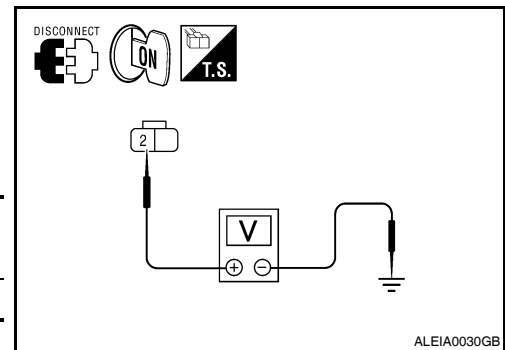 DISCONNECT
ON
T.S.
2
V
+ −
ALEIA0030GB